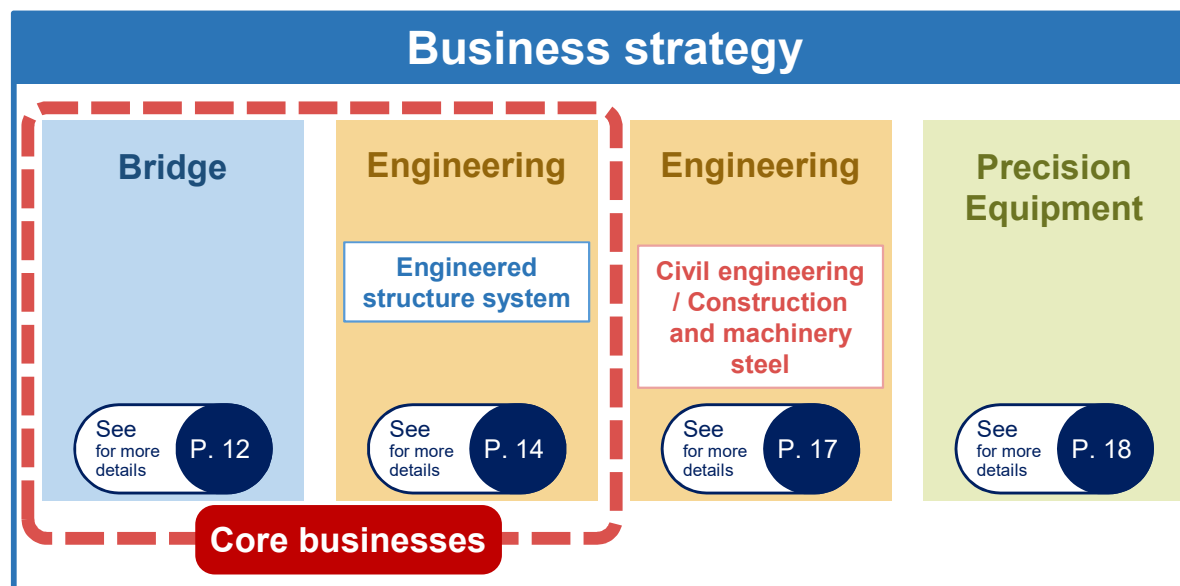 Business strategy
Bridge
See
for more
details
P. 12
Engineering
Engineered
structure system
See
for more
details
P. 14
Engineering
Civil engineering
/ Construction
and machinery
steel
See
for more
details
P. 17
Precision
Equipment
See
for more
details
P. 18
Core businesses